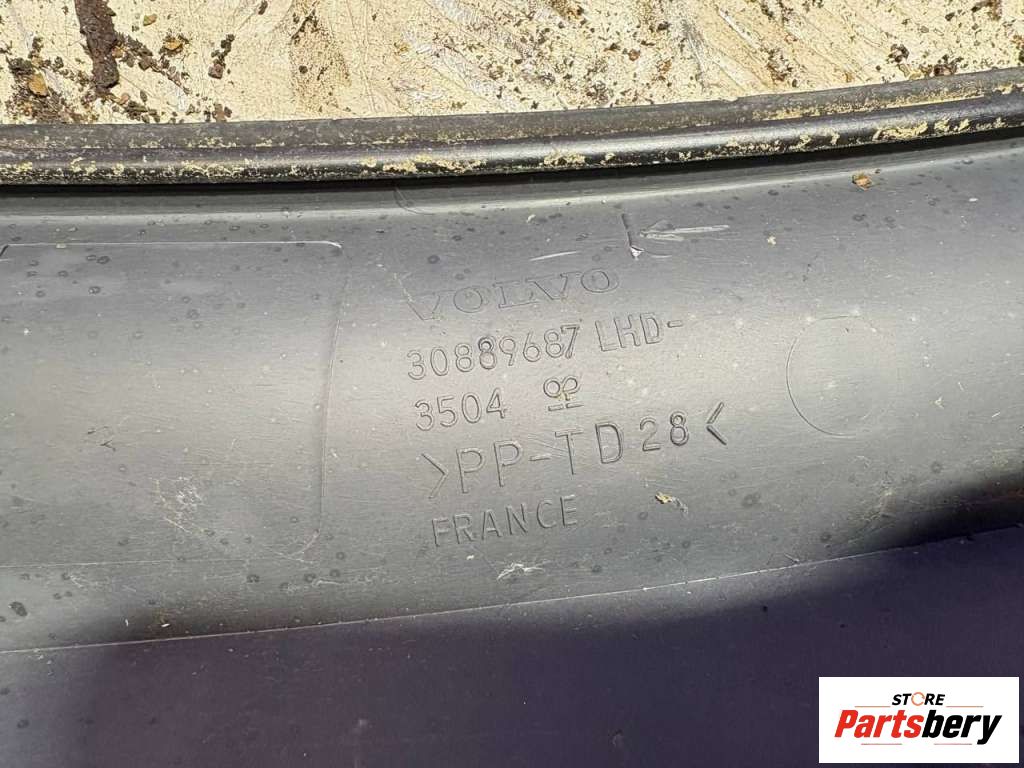 VOLVO
30889687 LHD-
3504
>PP-TD28<
FRANCE
STORE
Partsbery